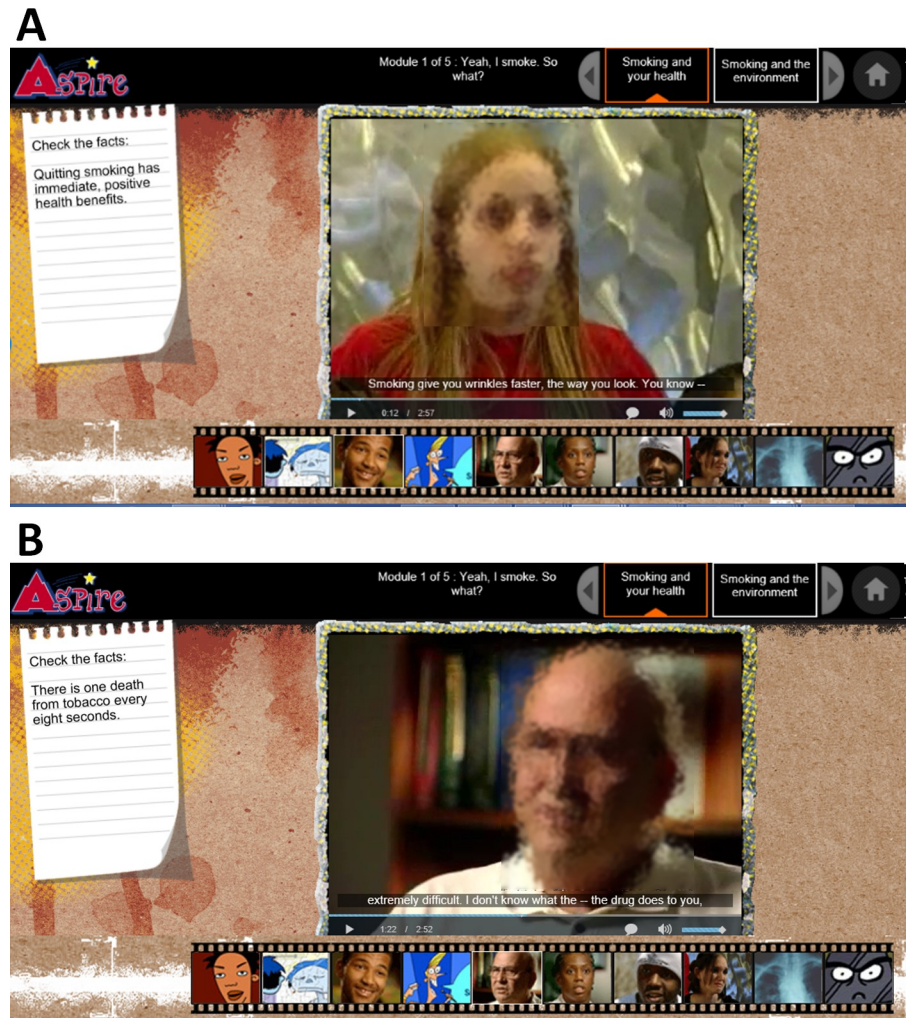 A
ASPIRE
Module 1 of 5 : Yeah, I smoke. So
what?
Smoking and
your health
Smoking and the
environment
Check the facts:
Quitting smoking has
immediate, positive
health benefits.
Smoking give you wrinkles faster, the way you look. You know --
0:12 / 2:57
B
ASPIRE
Module 1 of 5 : Yeah, I smoke. So
what?
Smoking and
your health
Smoking and the
environment
Check the facts:
There is one death
from tobacco every
eight seconds.
extremely difficult. I don't know what the -- the drug does to you,
1:22 / 2:52